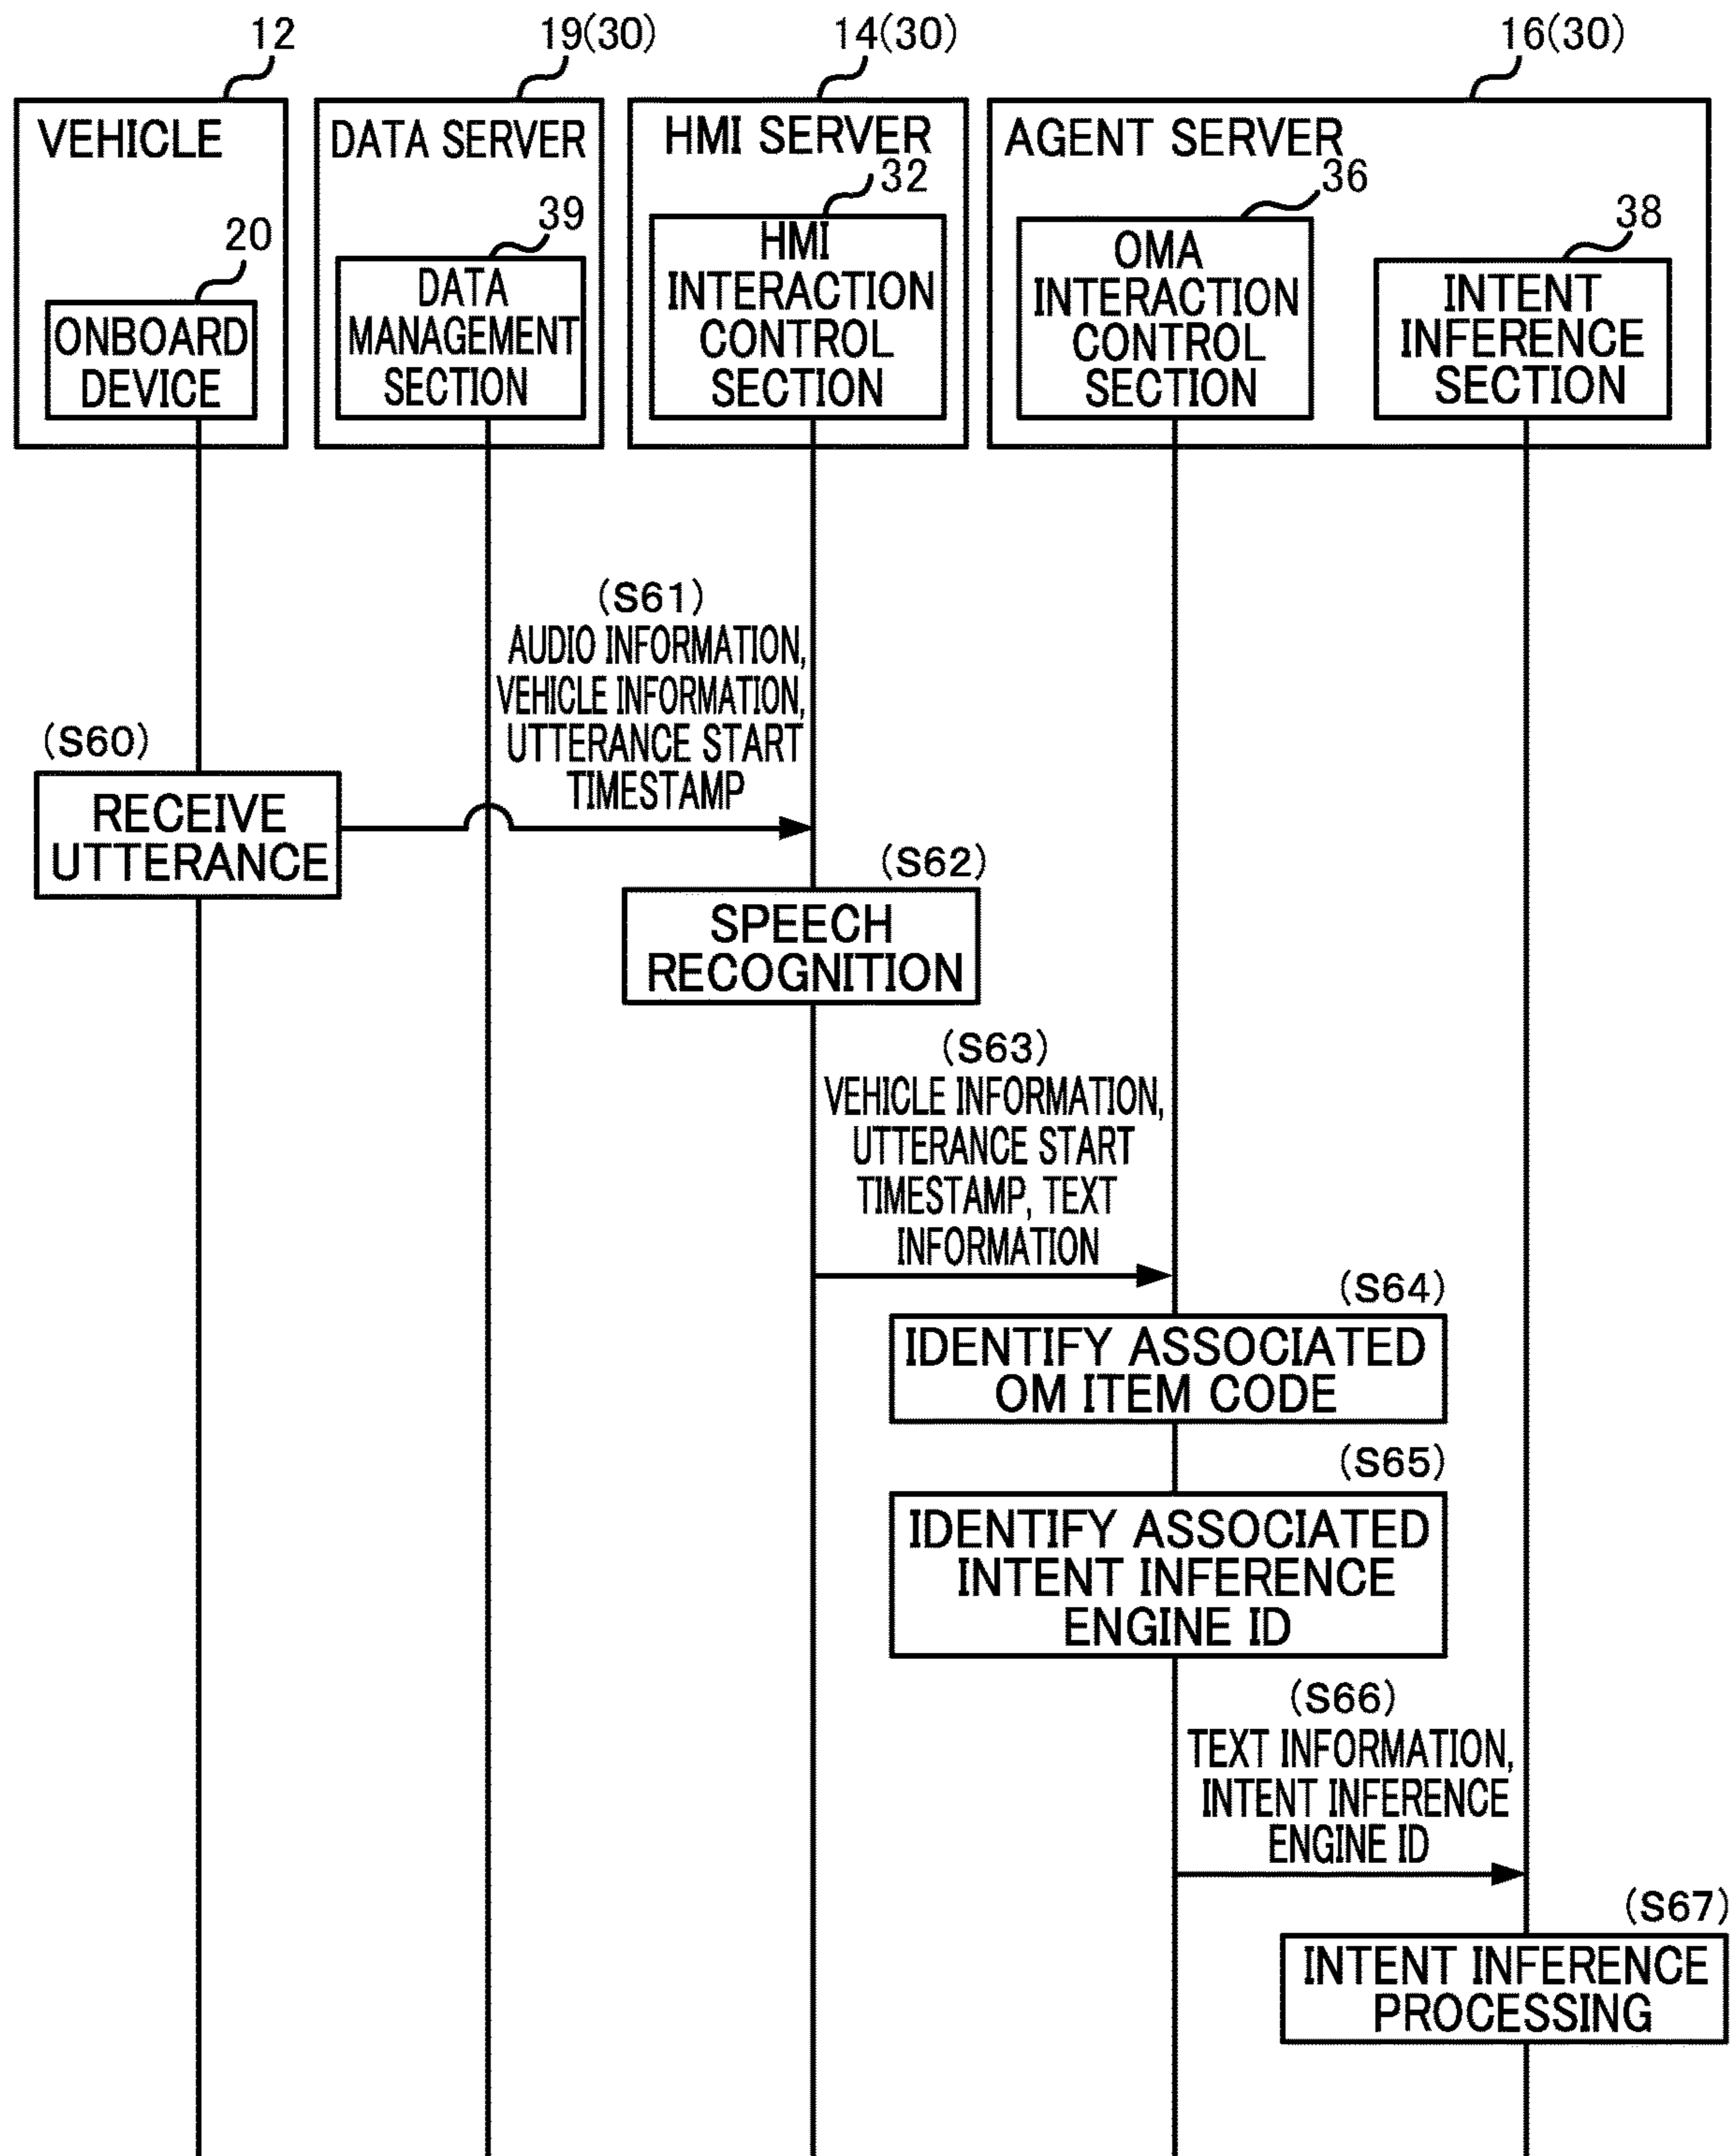 12
19(30)
14(30)
16(30)
VEHICLE
DATA SERVER
HMI SERVER
AGENT SERVER
20
39
32
36
38
ONBOARD
DEVICE
DATA
MANAGEMENT
SECTION
HMI
INTERACTION
CONTROL
SECTION
OMA
INTERACTION
CONTROL
SECTION
INTENT
INFERENCE
SECTION
(S61)
AUDIO INFORMATION,
VEHICLE INFORMATION,
UTTERANCE START
TIMESTAMP
(S60)
RECEIVE
UTTERANCE
(S62)
SPEECH
RECOGNITION
(S63)
VEHICLE INFORMATION,
UTTERANCE START
TIMESTAMP, TEXT
INFORMATION
(S64)
IDENTIFY ASSOCIATED
OM ITEM CODE
(S65)
IDENTIFY ASSOCIATED
INTENT INFERENCE
ENGINE ID
(S66)
TEXT INFORMATION,
INTENT INFERENCE
ENGINE ID
(S67)
INTENT INFERENCE
PROCESSING